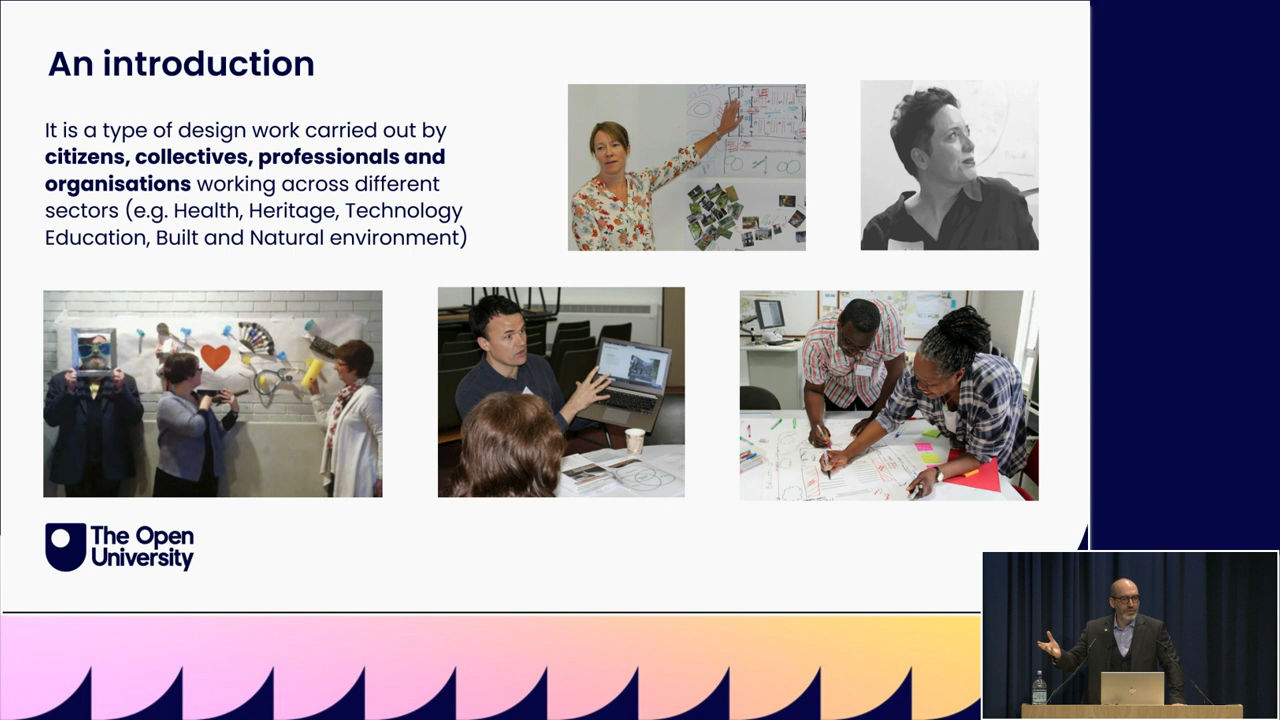 An introduction
It is a type of design work carried out by
citizens, collectives, professionals and
organisations working across different
sectors (e.g. Health, Heritage, Technology
Education, Built and Natural environment)
The Open
University